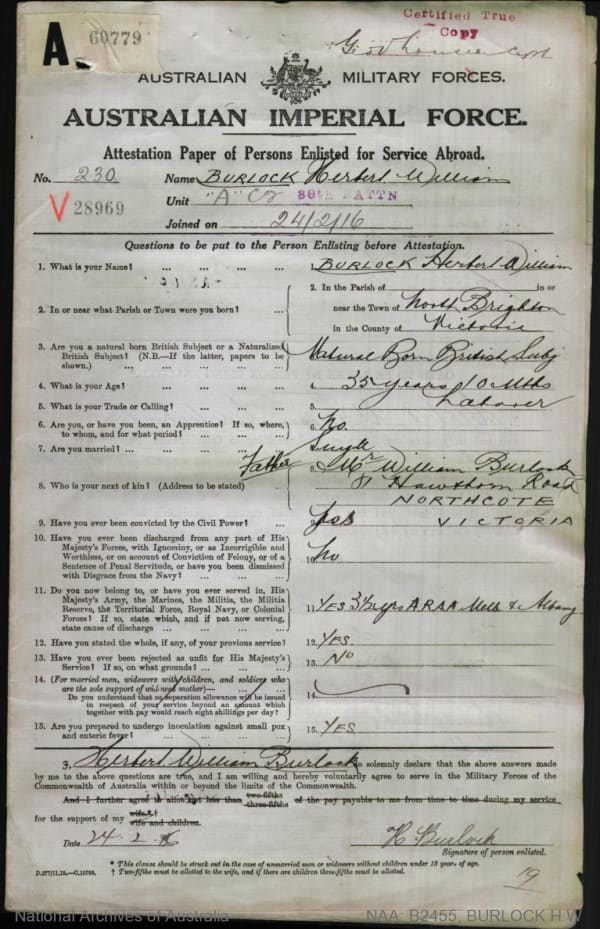 A 60779
Certified True
Copy
AUSTRALIAN MILITARY FORCES.
AUSTRALIAN IMPERIAL FORCE.
Attestation Paper of Persons Enlisted for Service Abroad.
No. 230 Name BURLOCK Herbert William
V 28969 Unit "A" Coy 38th BATTN
Joined on 24/2/16
Questions to be put to the Person Enlisting before Attestation.
1. What is your Name? ... ... ... ... BURLOCK Herbert William
2. In or near what Parish or Town were you born? ... 2. In the Parish of in or
near the Town of North Brighton
in the County of Victoria
3. Are you a natural born British Subject or a Naturalized British Subject? (N.B.—If the latter, papers to be shown.) ... ... ... Natural Born British Subj
4. What is your Age? ... ... ... ... 4. 35 years 10 Mths
5. What is your Trade or Calling? ... ... ... 5. Labourer
6. Are you, or have you been, an Apprentice? If so, where, to whom, and for what period? ... ... ... 6. No.
7. Are you married? ... ... ... ... Single
8. Who is your next of kin? (Address to be stated) Father 8. Mr William Burlock
Hawthorn Road
NORTHCOTE
VICTORIA
9. Have you ever been convicted by the Civil Power? ... 9. Yes
10. Have you ever been discharged from any part of His Majesty's Forces, with Ignominy, or as Incorrigible and Worthless, or on account of Conviction of Felony, or of a Sentence of Penal Servitude, or have you been dismissed with Disgrace from the Navy? ... ... ... 10. No
11. Do you now belong to, or have you ever served in, His Majesty's Army, the Marines, the Militia, the Militia Reserve, the Territorial Force, Royal Navy, or Colonial Forces? If so, state which, and if not now serving, state cause of discharge ... ... ... 11. YES 3½ yrs ARAA Melb & Albany
12. Have you stated the whole, if any, of your previous service? 12. YES.
13. Have you ever been rejected as unfit for His Majesty's Service? If so, on what grounds? ... ... 13. NO
14. (For married men, widowers with children, and soldiers who are the sole support of widowed mother)—
Do you understand that no separation allowance will be issued in respect of your service beyond an amount which together with pay would reach eight shillings per day? 14.
15. Are you prepared to undergo inoculation against small pox and enteric fever? ... ... ... ... 15. YES.
I, Herbert William Burlock do solemnly declare that the above answers made
by me to the above questions are true, and I am willing and hereby voluntarily agree to serve in the Military Forces of the
Commonwealth of Australia within or beyond the limits of the Commonwealth.
And I further agree to allot not less than two-fifths three-fifths of the pay payable to me from time to time during my service
for the support of my wife*† wife and children.
Date 24.2.16 H Burlock
Signature of person enlisted.
* This clause should be struck out in the case of unmarried men or widowers without children under 18 years of age.
† Two-fifths must be allotted to the wife, and if there are children three-fifths must be allotted.
D.277/11.15.—C.15798.
19
National Archives of Australia NAA: B2455, BURLOCK H W